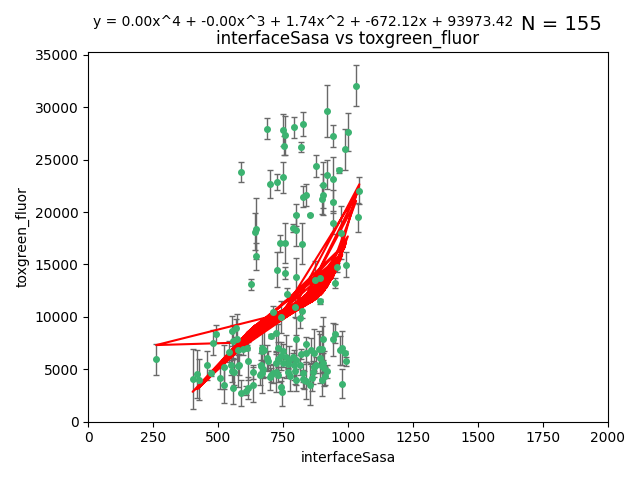 y = 0.00x^4 + -0.00x^3 + 1.74x^2 + -672.12x + 93973.42 N = 155
interfaceSasa vs toxgreen_fluor
35000
30000
25000
20000
15000
10000
5000
0
toxgreen_fluor
0 250 500 750 1000 1250 1500 1750 2000
interfaceSasa